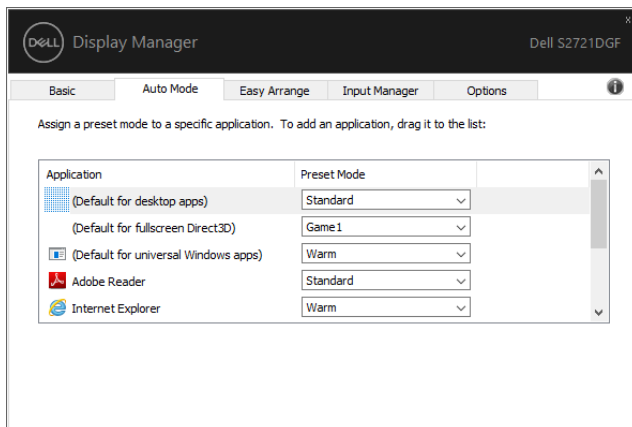 DELL Display Manager Dell S2721DGF
Basic Auto Mode Easy Arrange Input Manager Options
Assign a preset mode to a specific application. To add an application, drag it to the list:
Application Preset Mode
(Default for desktop apps) Standard
(Default for fullscreen Direct3D) Game1
(Default for universal Windows apps) Warm
Adobe Reader Standard
Internet Explorer Warm